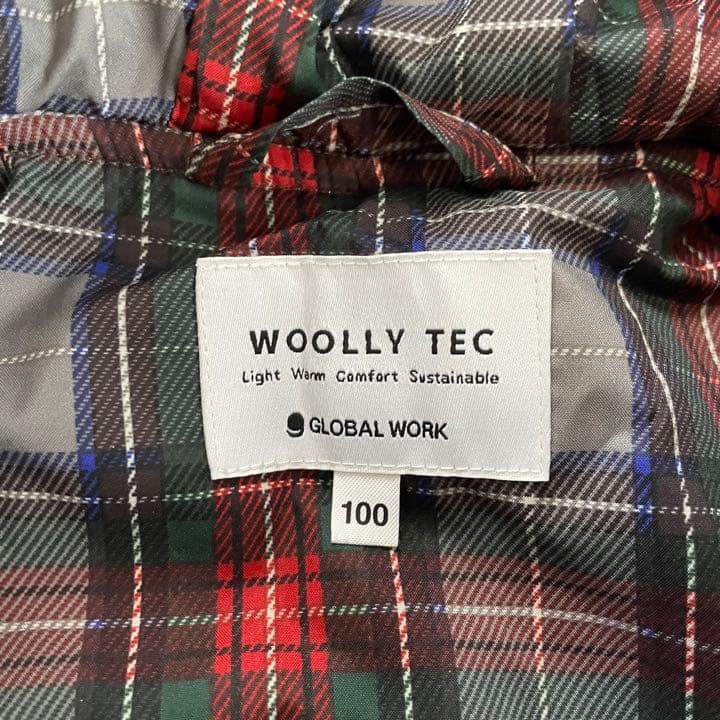 WOOLLY TEC
Light Warm Comfort Sustainable
GLOBAL WORK
100